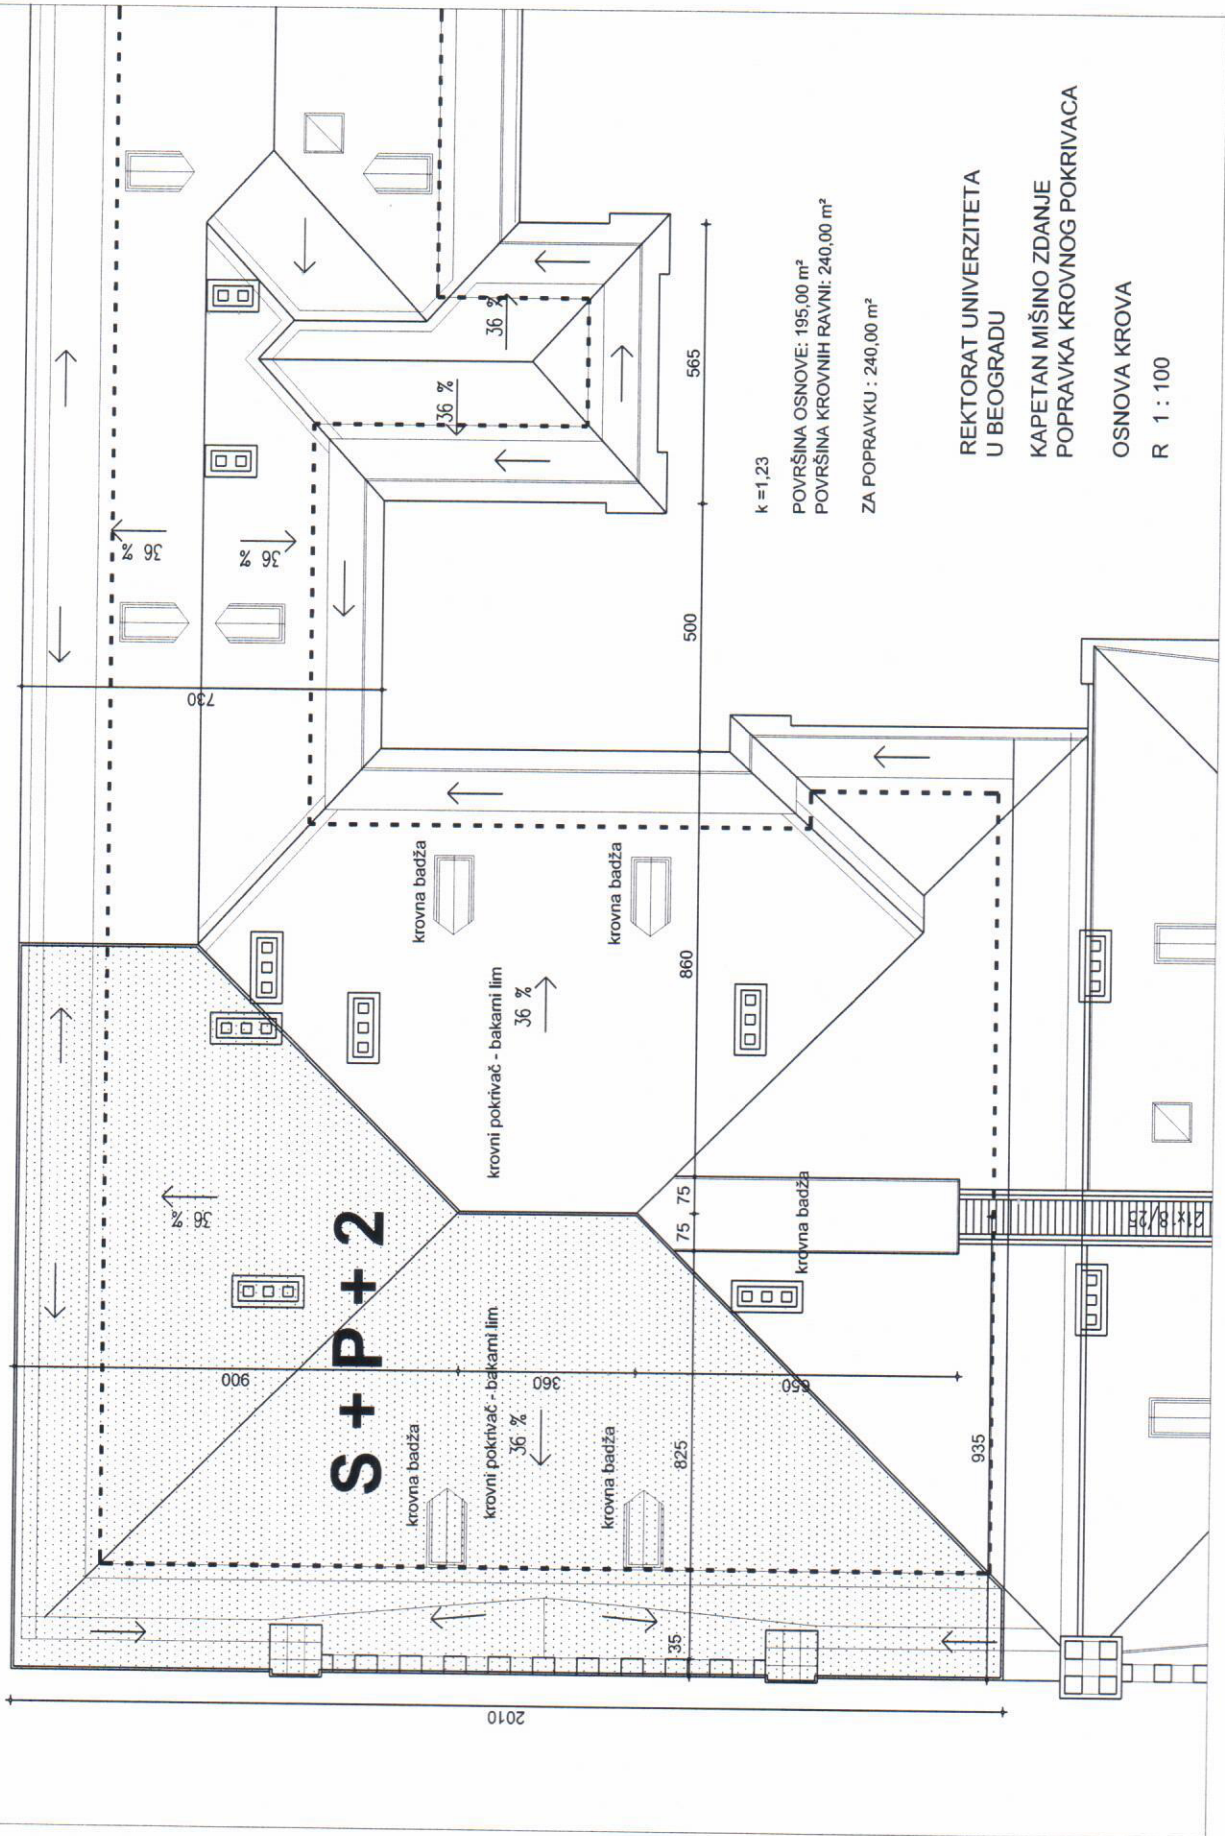 k =1,23
POVRŠINA OSNOVE: 195,00 m²
POVRŠINA KROVNIH RAVNI: 240,00 m²
ZA POPRAVKU : 240,00 m²
REKTORAT UNIVERZITETA
U BEOGRADU
KAPETAN MIŠINO ZDANJE
POPRAVKA KROVNOG POKRIVACA
OSNOVA KROVA
R 1 : 100
S + P + 2
krovni pokrivač - bakarni lim
36 %
krovna badža
krovna badža
krovni pokrivač - bakarni lim
36 %
krovna badža
krovna badža
krovna badža
36 %
36 %
36 %
36 %
36 %
2010
900
360
650
730
35
825
75
75
860
500
565
935
21x18/25